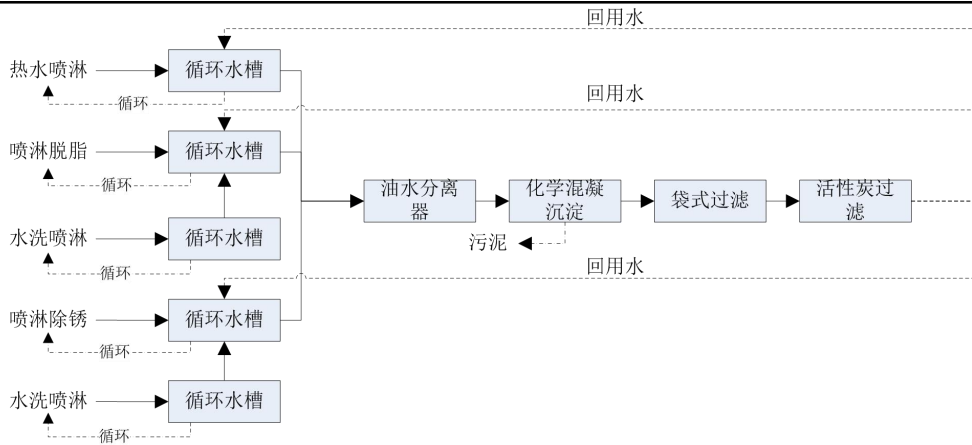 回用水
热水喷淋
循环水槽
循环
回用水
喷淋脱脂
循环水槽
循环
油水分离
器
化学混凝
沉淀
袋式过滤
活性炭过
滤
水洗喷淋
循环水槽
污泥
循环
回用水
喷淋除锈
循环水槽
循环
水洗喷淋
循环水槽
循环